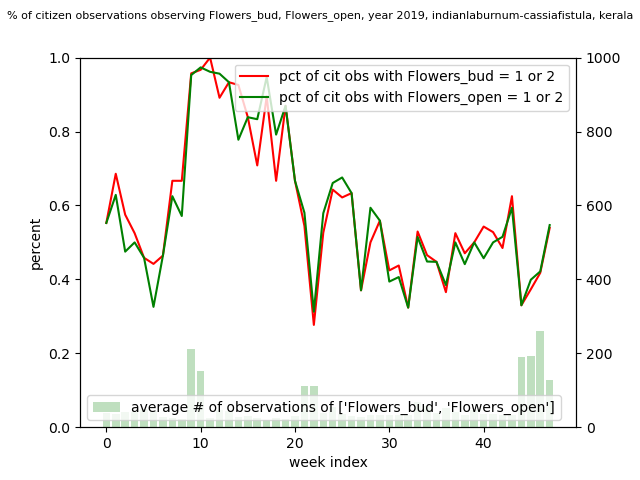 % of citizen observations observing Flowers_bud, Flowers_open, year 2019, indianlaburnum-cassiafistula, kerala
pct of cit obs with Flowers_bud = 1 or 2
pct of cit obs with Flowers_open = 1 or 2
1.0
0.8
0.6
0.4
0.2
0.0
percent
1000
800
600
400
200
0
average # of observations of ['Flowers_bud', 'Flowers_open']
0 10 20 30 40
week index